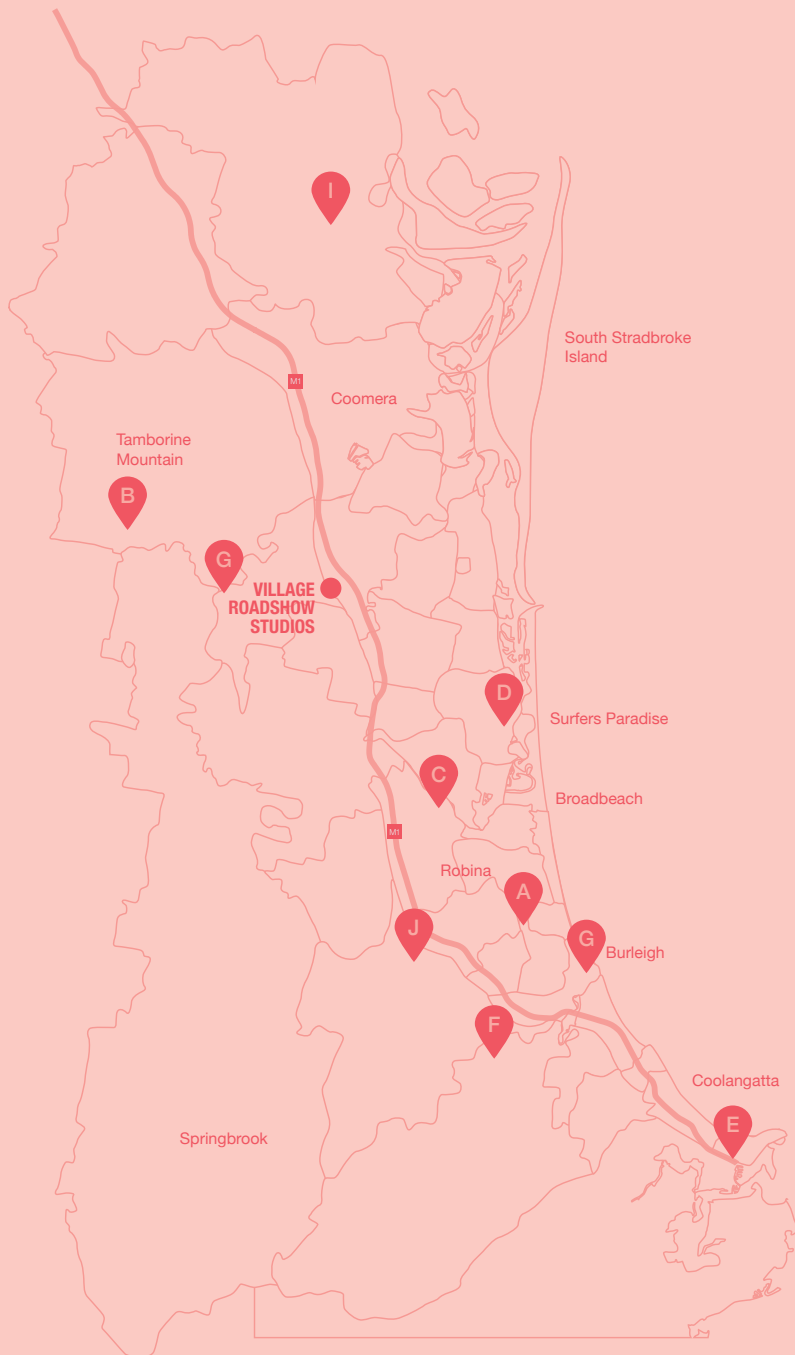 I
South Stradbroke
Island
M1
Coomera
Tamborine
Mountain
B
G
VILLAGE
ROADSHOW
STUDIOS
D
Surfers Paradise
C
Broadbeach
M1
Robina
A
J
G
Burleigh
F
Coolangatta
E
Springbrook